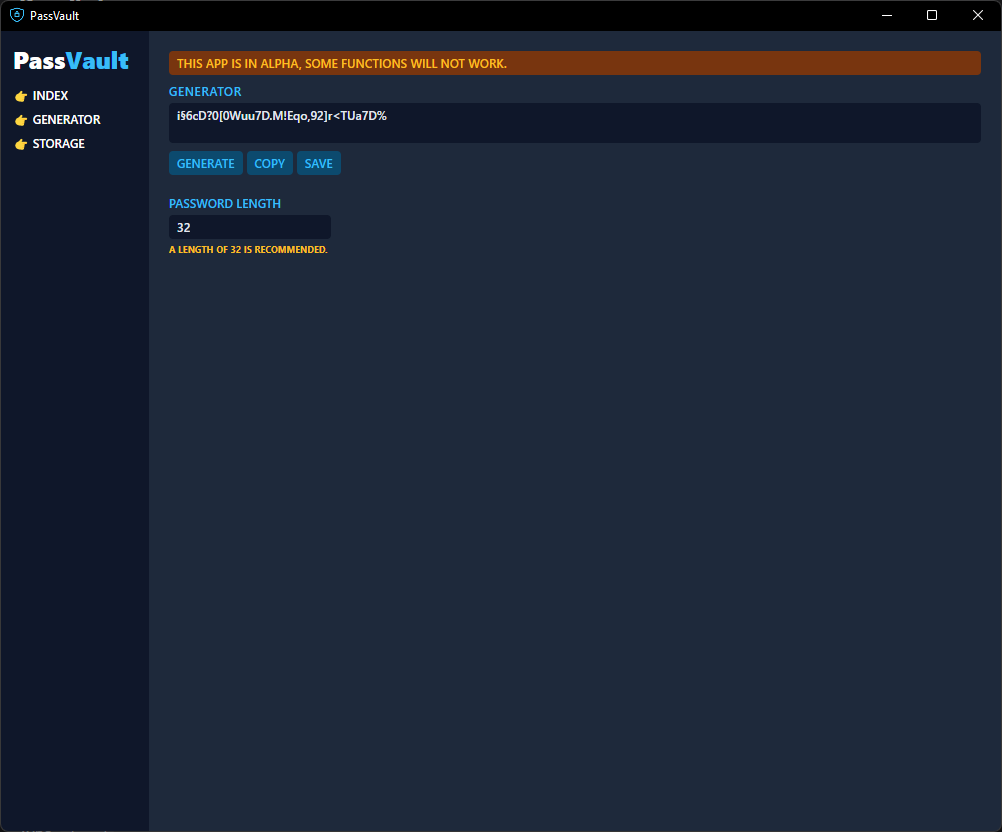 PassVault
PassVault
INDEX
GENERATOR
STORAGE
THIS APP IS IN ALPHA, SOME FUNCTIONS WILL NOT WORK.
GENERATOR
i§6cD?0[0Wuu7D.M!Eqo,92]r<TUa7D%
GENERATE COPY SAVE
PASSWORD LENGTH
32
A LENGTH OF 32 IS RECOMMENDED.